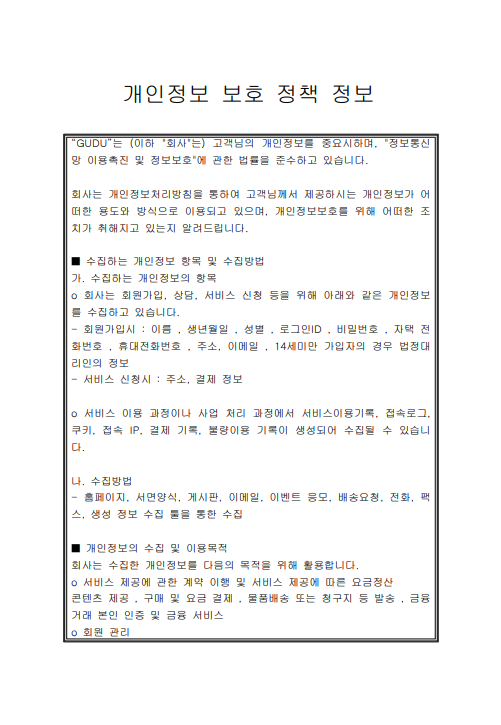 개인정보 보호 정책 정보
"GUDU"는 (이하 "회사"는) 고객님의 개인정보를 중요시하며, "정보통신
망 이용촉진 및 정보보호"에 관한 법률을 준수하고 있습니다.
회사는 개인정보처리방침을 통하여 고객님께서 제공하시는 개인정보가 어
떠한 용도와 방식으로 이용되고 있으며, 개인정보보호를 위해 어떠한 조
치가 취해지고 있는지 알려드립니다.
■ 수집하는 개인정보 항목 및 수집방법
가. 수집하는 개인정보의 항목
o 회사는 회원가입, 상담, 서비스 신청 등을 위해 아래와 같은 개인정보
를 수집하고 있습니다.
- 회원가입시 : 이름 , 생년월일 , 성별 , 로그인ID , 비밀번호 , 자택 전
화번호 , 휴대전화번호 , 주소, 이메일 , 14세미만 가입자의 경우 법정대
리인의 정보
- 서비스 신청시 : 주소, 결제 정보
o 서비스 이용 과정이나 사업 처리 과정에서 서비스이용기록, 접속로그,
쿠키, 접속 IP, 결제 기록, 불량이용 기록이 생성되어 수집될 수 있습니
다.
나. 수집방법
- 홈페이지, 서면양식, 게시판, 이메일, 이벤트 응모, 배송요청, 전화, 팩
스, 생성 정보 수집 툴을 통한 수집
■ 개인정보의 수집 및 이용목적
회사는 수집한 개인정보를 다음의 목적을 위해 활용합니다.
o 서비스 제공에 관한 계약 이행 및 서비스 제공에 따른 요금정산
콘텐츠 제공 , 구매 및 요금 결제 , 물품배송 또는 청구지 등 발송 , 금융
거래 본인 인증 및 금융 서비스
o 회원 관리